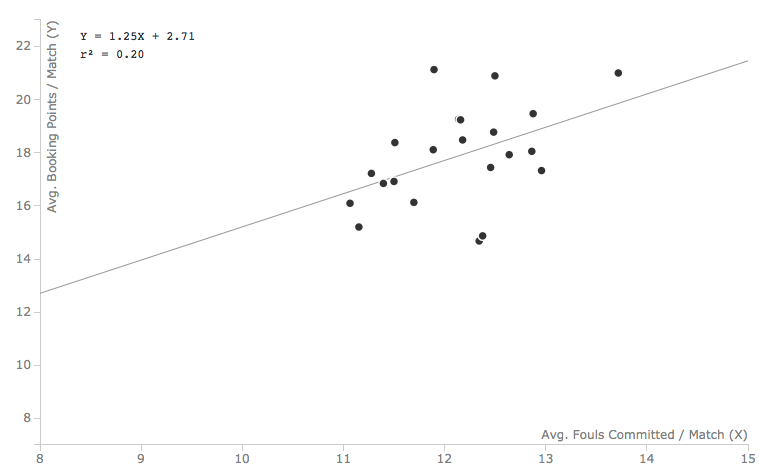 Y = 1.25X + 2.71
r² = 0.20
Avg. Booking Points / Match (Y)
22
20
18
16
14
12
10
8
Avg. Fouls Committed / Match (X)
8 9 10 11 12 13 14 15